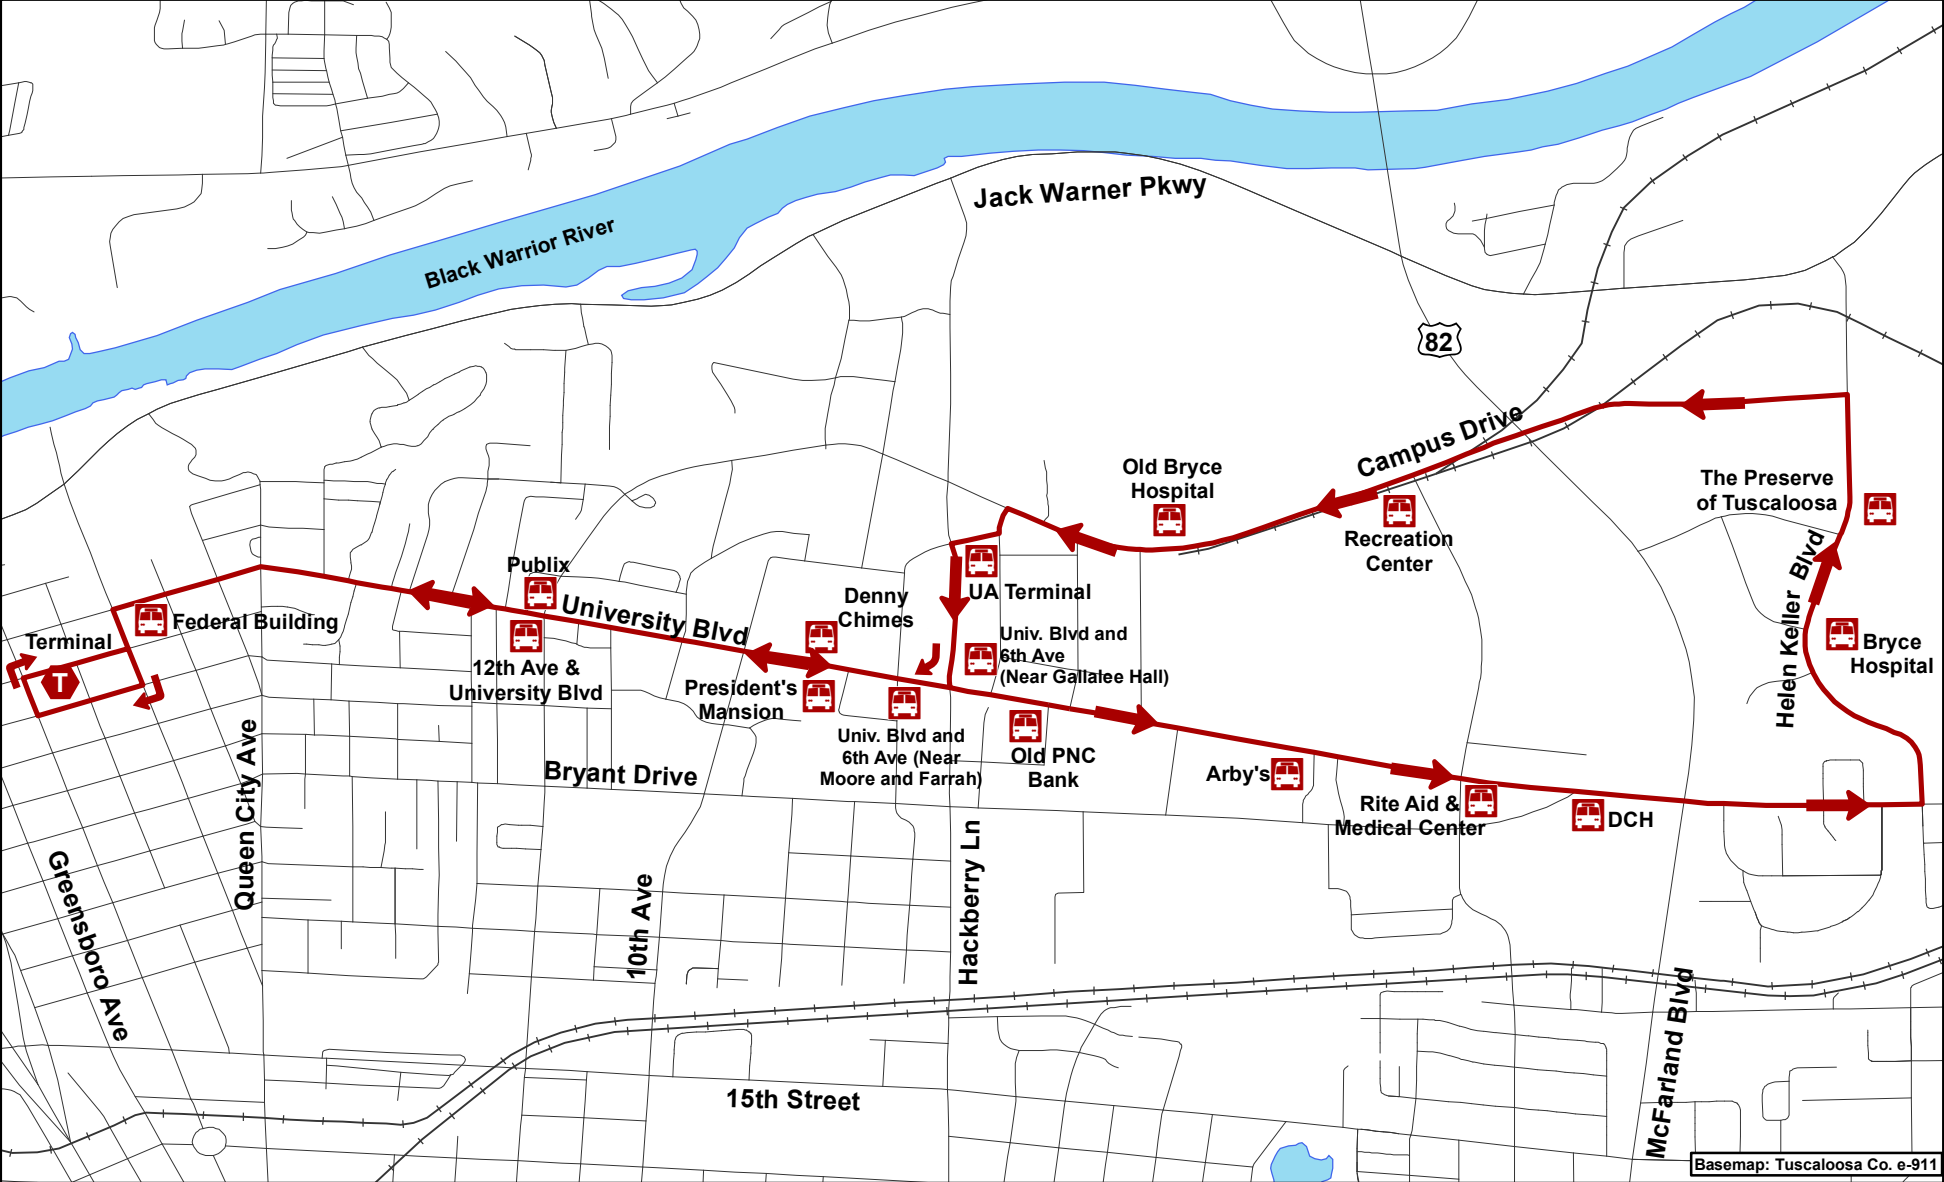 Jack Warner Pkwy
Black Warrior River
82
Campus Drive
Old Bryce
Hospital
The Preserve
of Tuscaloosa
Recreation
Center
Helen Keller Blvd
Bryce
Hospital
Publix
University Blvd
Denny
Chimes
UA Terminal
Univ. Blvd and
6th Ave
(Near Gallalee Hall)
Federal Building
Terminal
T
12th Ave &
University Blvd
President's
Mansion
Univ. Blvd and
6th Ave (Near
Moore and Farrah)
Old PNC
Bank
Arby's
Rite Aid &
Medical Center
DCH
Bryant Drive
Queen City Ave
Greensboro Ave
10th Ave
Hackberry Ln
McFarland Blvd
15th Street
Basemap: Tuscaloosa Co. e-911